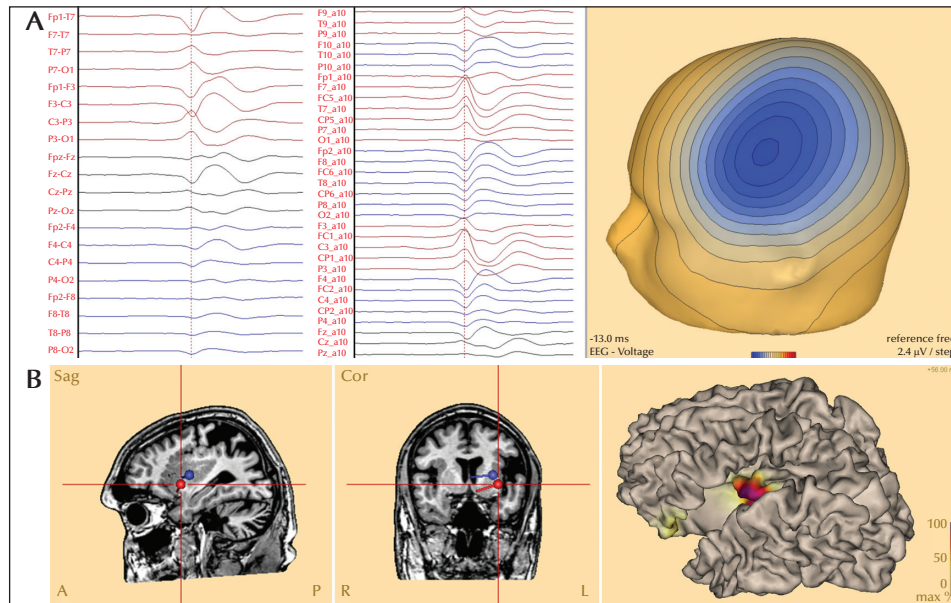 A
Fp1-T7
F7-T7
T7-P7
P7-O1
Fp1-F3
F3-C3
C3-P3
P3-O1
Fpz-Fz
Fz-Cz
Cz-Pz
Pz-Oz
Fp2-F4
F4-C4
C4-P4
P4-O2
Fp2-F8
F8-T8
T8-P8
P8-O2
F9_a10
T9_a10
P9_a10
F10_a10
T10_a10
P10_a10
Fp1_a10
F7_a10
FC5_a10
T7_a10
CP5_a10
P7_a10
O1_a10
Fp2_a10
F8_a10
FC6_a10
T8_a10
CP6_a10
P8_a10
O2_a10
F3_a10
FC1_a10
C3_a10
CP1_a10
P3_a10
F4_a10
FC2_a10
C4_a10
CP2_a10
P4_a10
Fz_a10
Cz_a10
Pz_a10
-13.0 ms
EEG - Voltage
reference free
2.4 µV / step
B
Sag
A
P
Cor
R
L
+50.00
100
50
0
max %